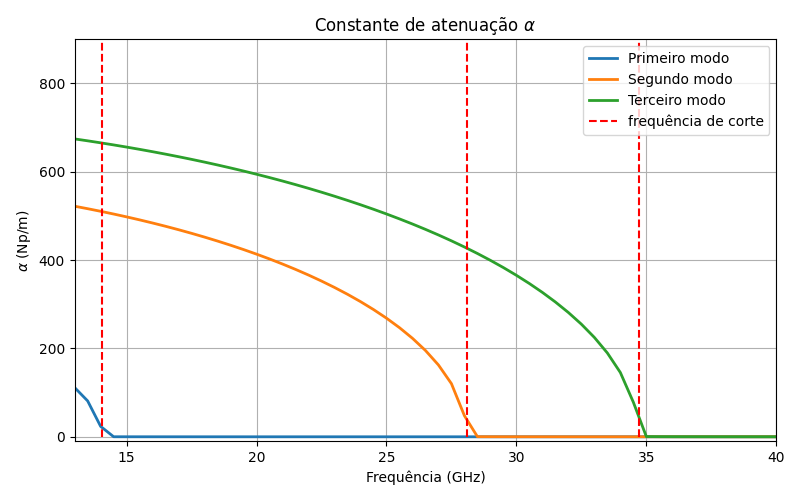 Constante de atenuação α
Primeiro modo
Segundo modo
Terceiro modo
frequência de corte
α (Np/m)
800
600
400
200
0
15 20 25 30 35 40
Frequência (GHz)